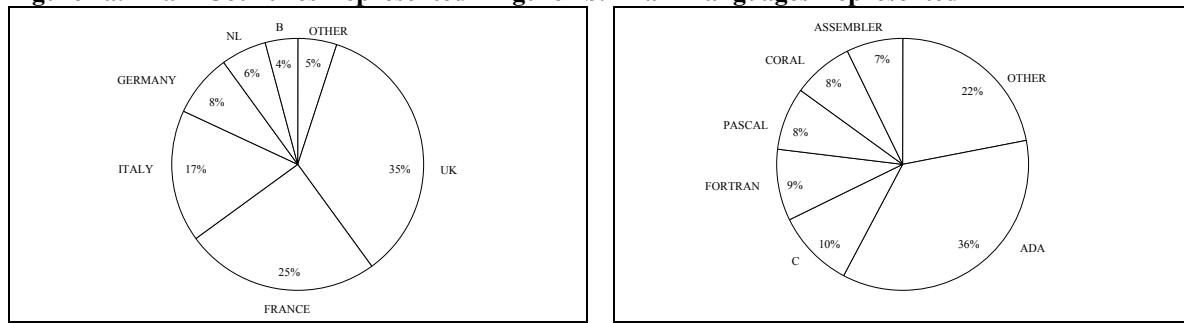 B
OTHER
NL
4%
5%
6%
GERMANY
8%
ITALY
17%
35%
UK
25%
FRANCE
ASSEMBLER
7%
CORAL
8%
OTHER
22%
PASCAL
8%
FORTRAN
9%
10%
C
36%
ADA